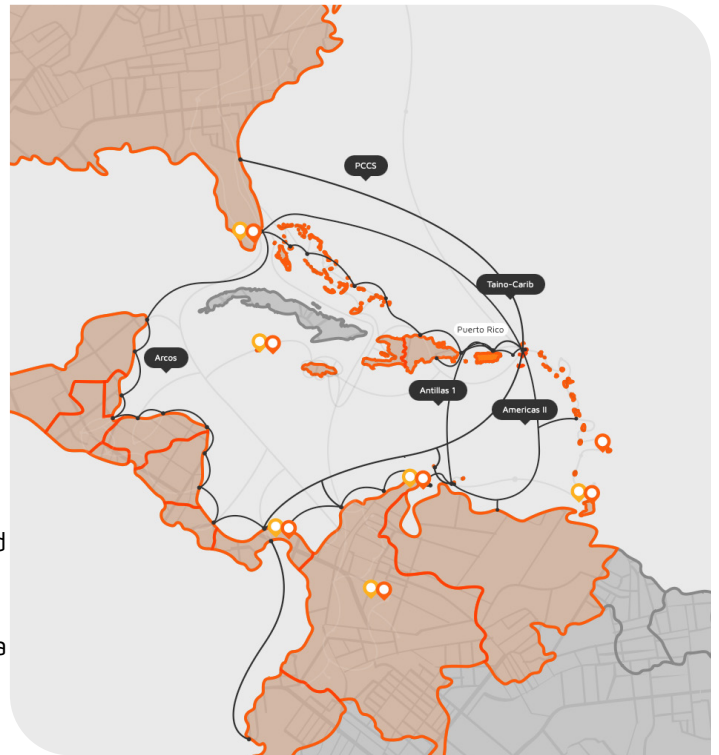 PCCS
Taino-Carib
Puerto Rico
Arcos
Antillas 1
Americas II
d
a